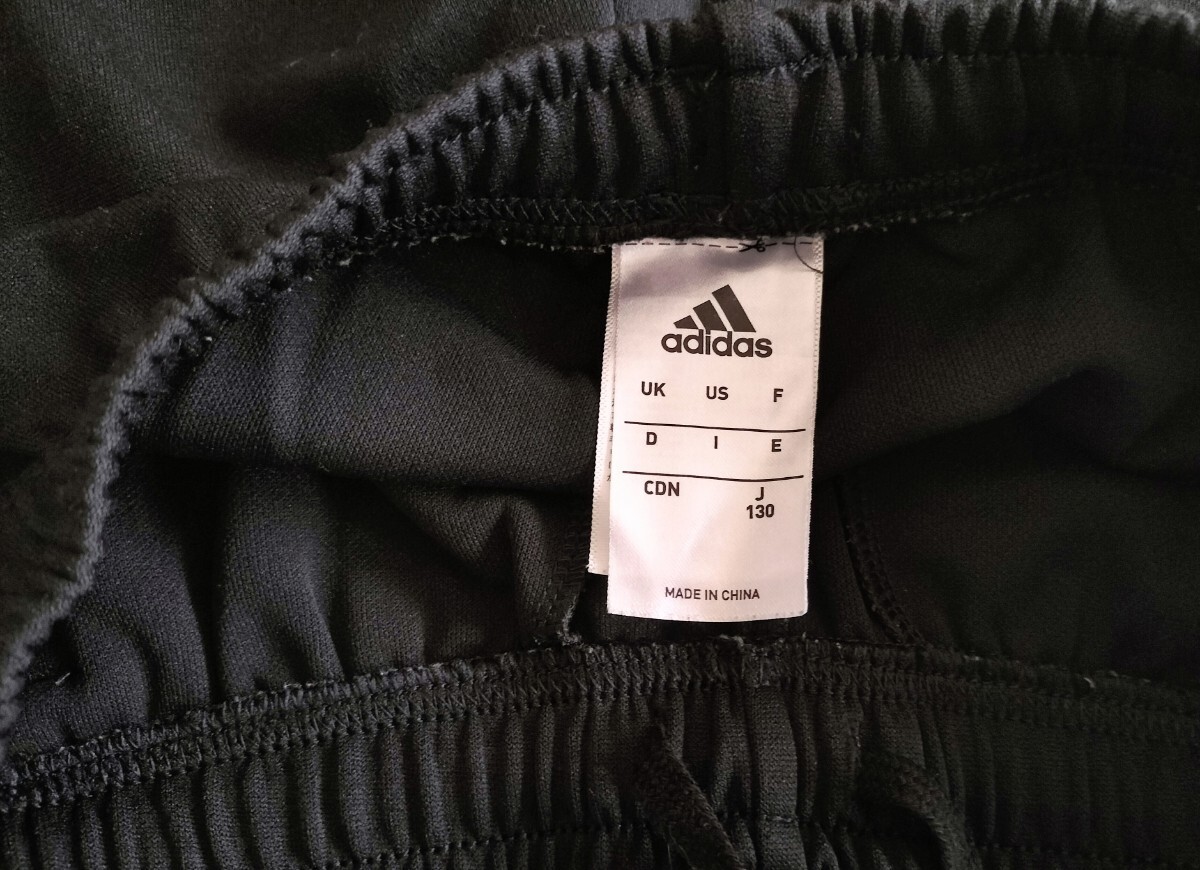 adidas
UK US F
D I E
CDN J
130
MADE IN CHINA